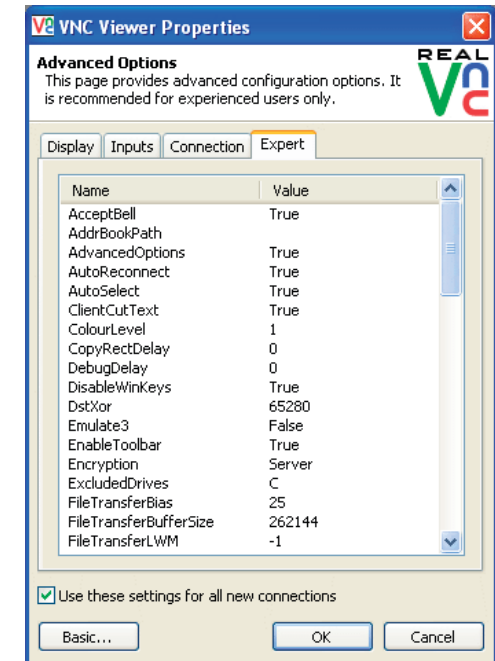 VNC Viewer Properties
Advanced Options
This page provides advanced configuration options. It
is recommended for experienced users only.
REAL
Vnc
Display Inputs Connection Expert
Name Value
AcceptBell True
AddrBookPath
AdvancedOptions True
AutoReconnect True
AutoSelect True
ClientCutText True
ColourLevel 1
CopyRectDelay 0
DebugDelay 0
DisableWinKeys True
DstXor 65280
Emulate3 False
EnableToolbar True
Encryption Server
ExcludedDrives C
FileTransferBias 25
FileTransferBufferSize 262144
FileTransferLWM -1
Use these settings for all new connections
Basic... OK Cancel